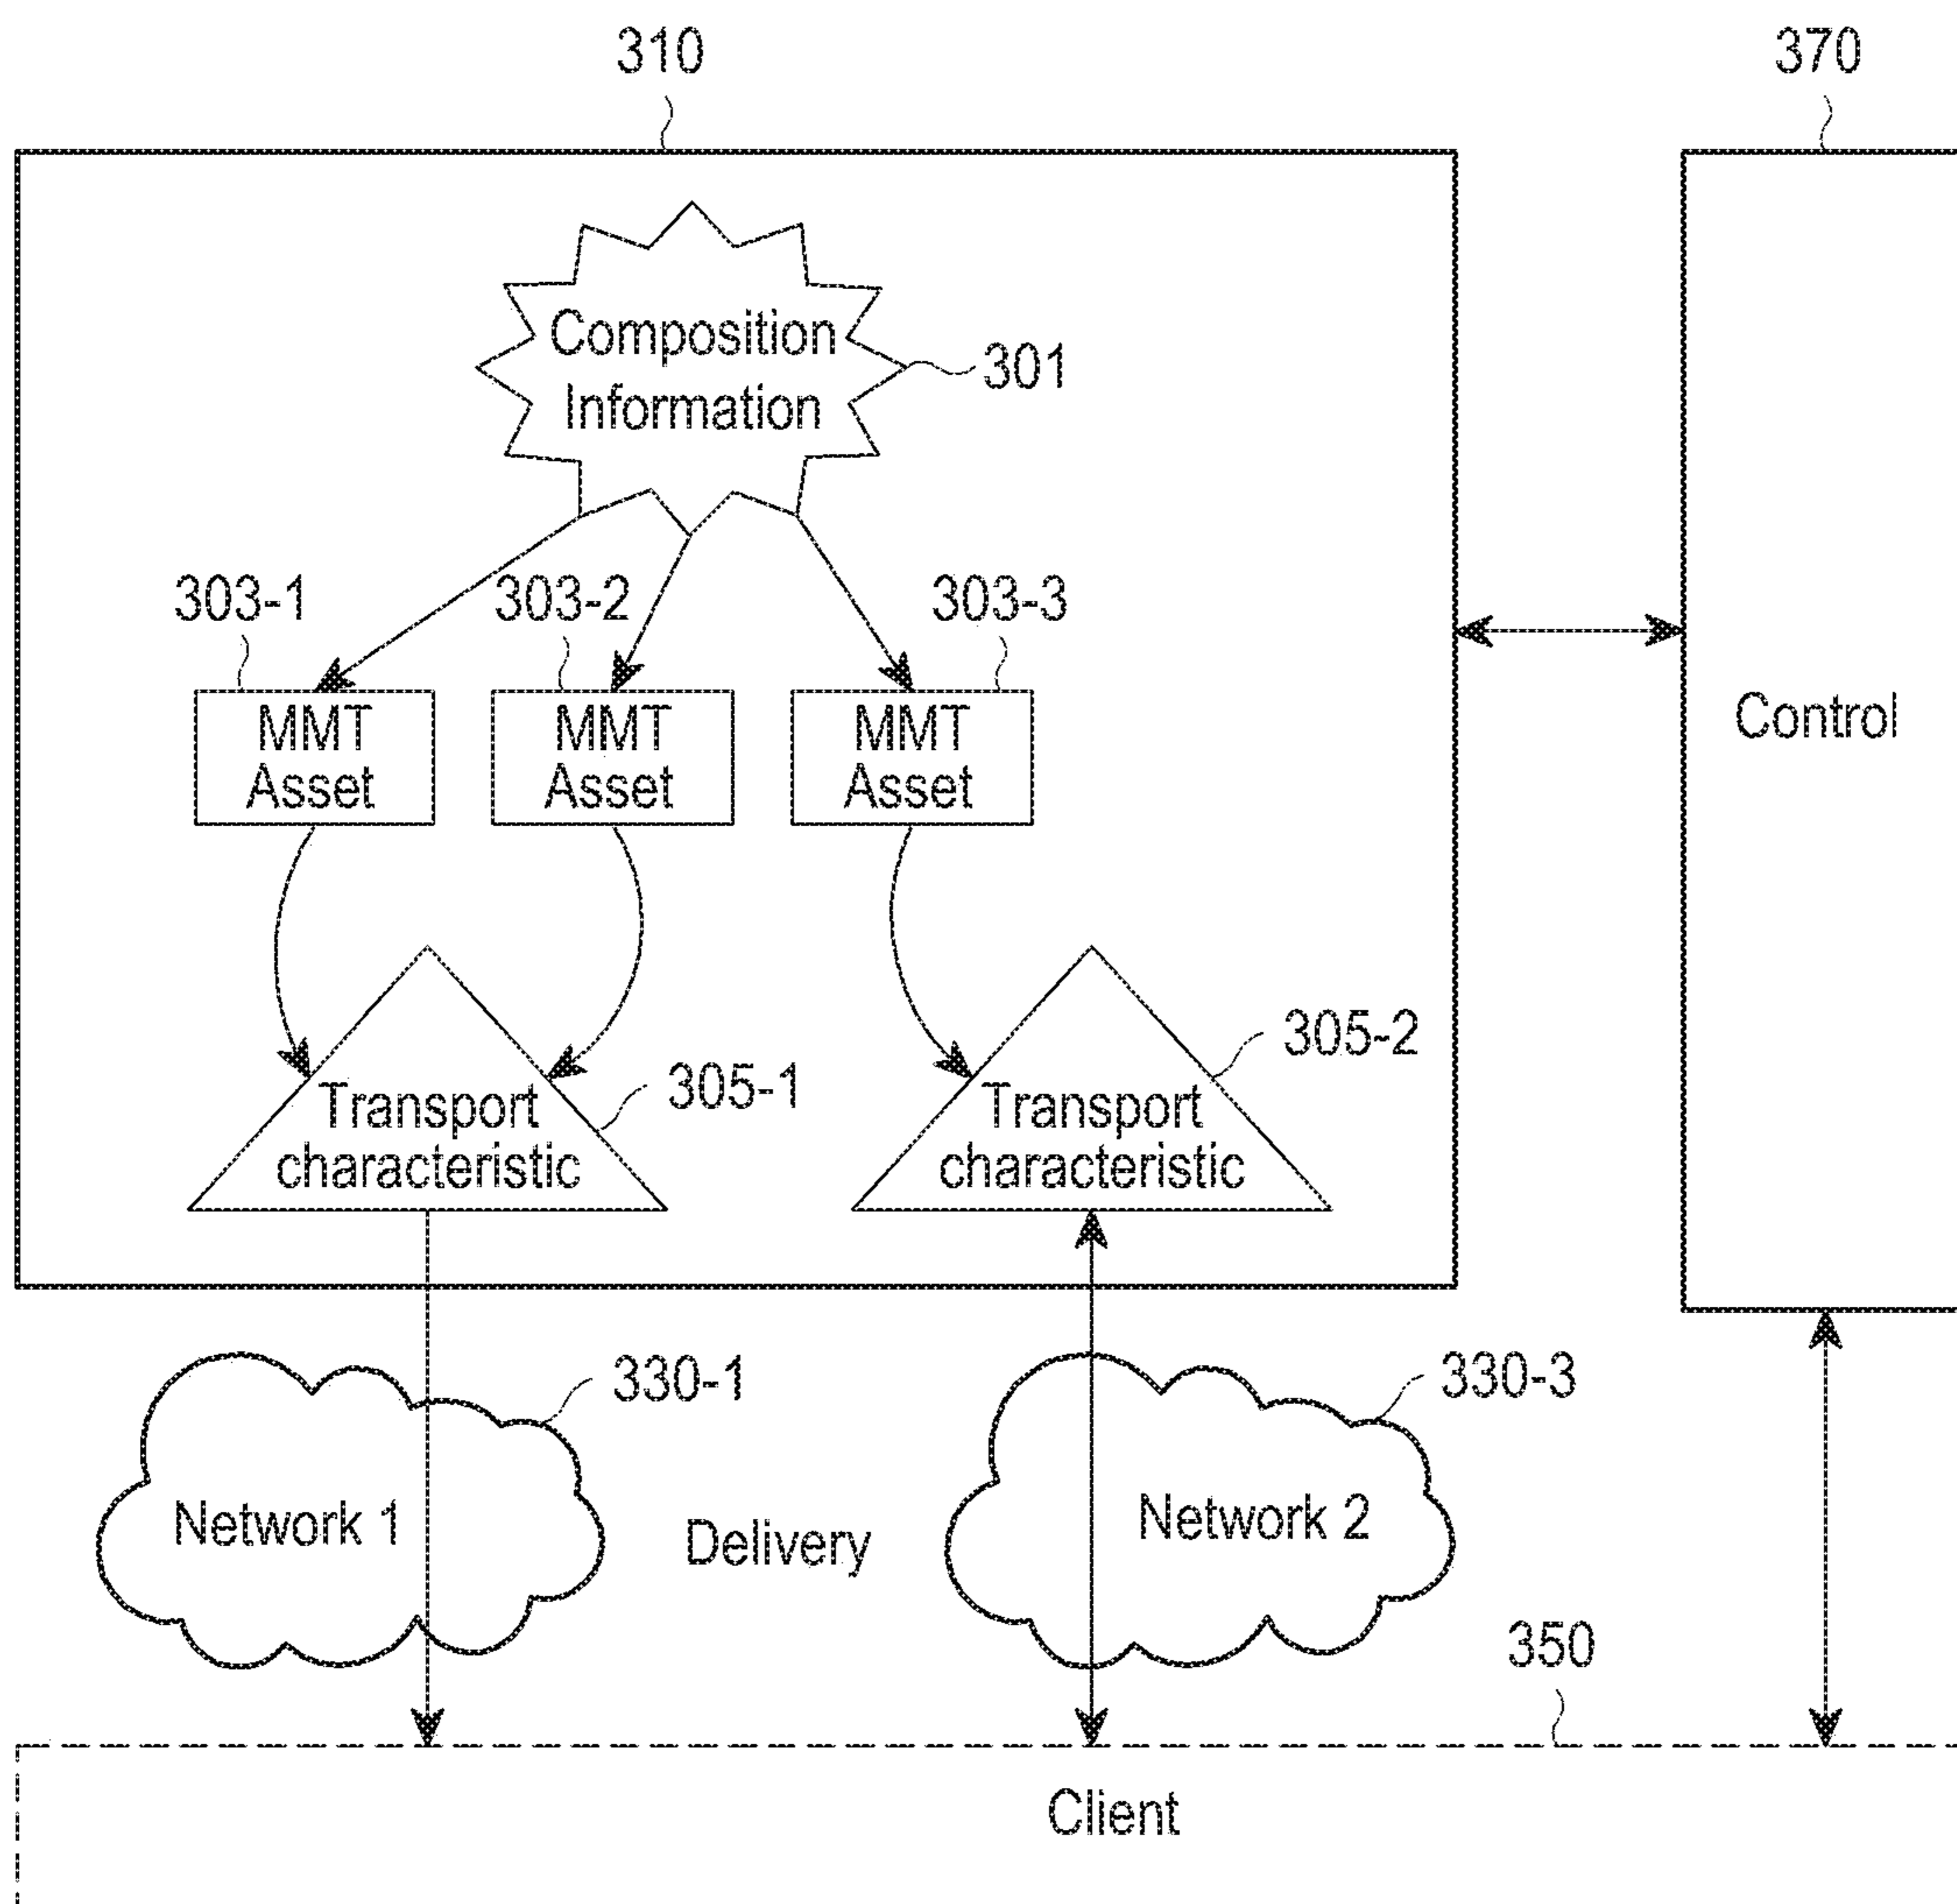 310
370
Composition
Information
301
303-1
303-2
303-3
MMT
Asset
MMT
Asset
MMT
Asset
Control
305-1
305-2
Transport
characteristic
Transport
characteristic
330-1
330-3
Network 1
Delivery
Network 2
350
Client